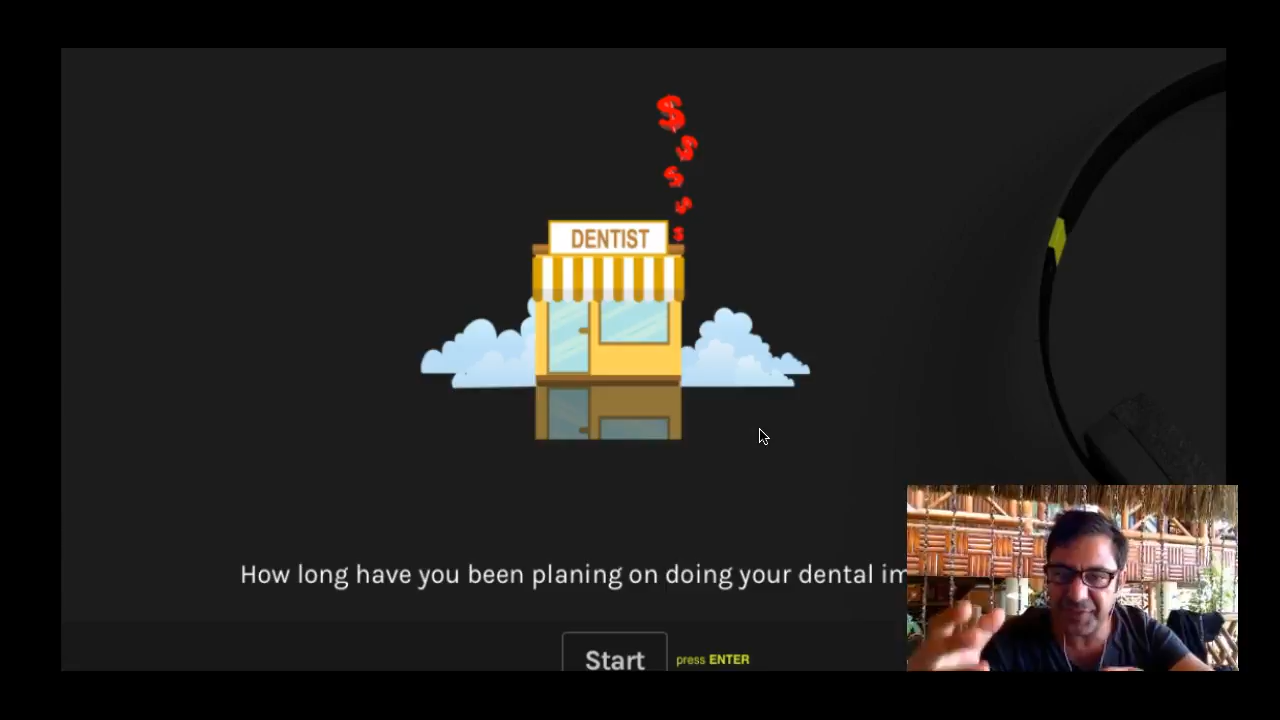 $
$
$
$
$
DENTIST
How long have you been planing on doing your dental im
Start
press ENTER